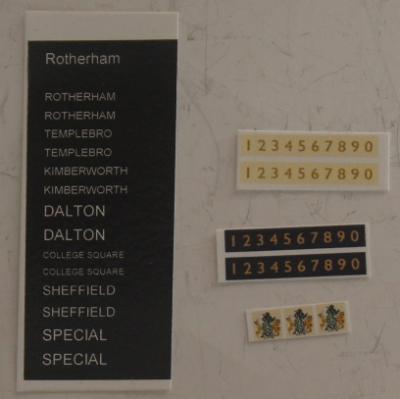 Rotherham
ROTHERHAM
ROTHERHAM
TEMPLEBRO
TEMPLEBRO
KIMBERWORTH
KIMBERWORTH
DALTON
DALTON
COLLEGE SQUARE
COLLEGE SQUARE
SHEFFIELD
SHEFFIELD
SPECIAL
SPECIAL
1234567890
1234567890
1234567890
1234567890